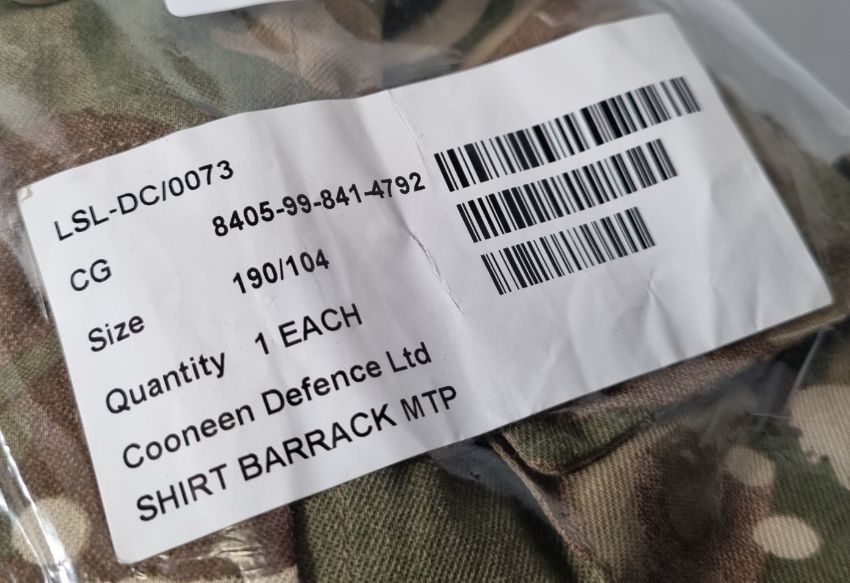 LSL-DC/0073
CG 8405-99-841-4792
Size 190/104
Quantity 1 EACH
Cooneen Defence Ltd
SHIRT BARRACK MTP